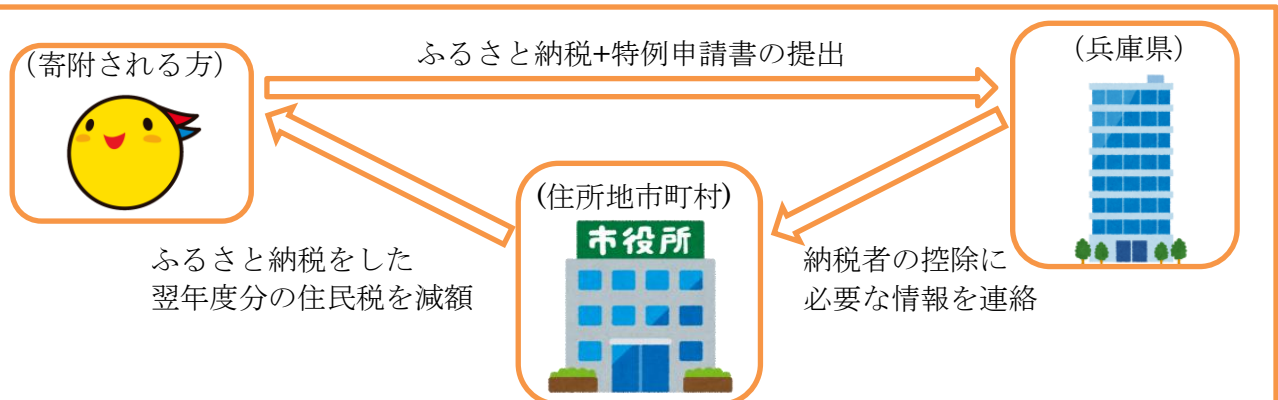 (寄附される方)
ふるさと納税+特例申請書の提出
(兵庫県)
(住所地市町村)
市役所
ふるさと納税をした
翌年度分の住民税を減額
納税者の控除に
必要な情報を連絡